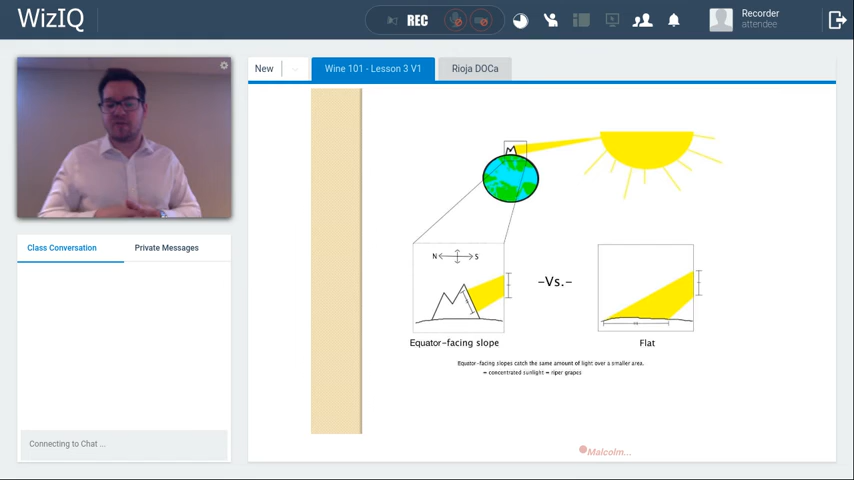 WizIQ
REC
Recorder
attendee
New
Wine 101 - Lesson 3 V1
Rioja DOCa
Class Conversation
Private Messages
Connecting to Chat ...
N S
-Vs.-
Equator-facing slope
Flat
Equator-facing slopes catch the same amount of light over a smaller area.
= concentrated sunlight = riper grapes
Malcolm...